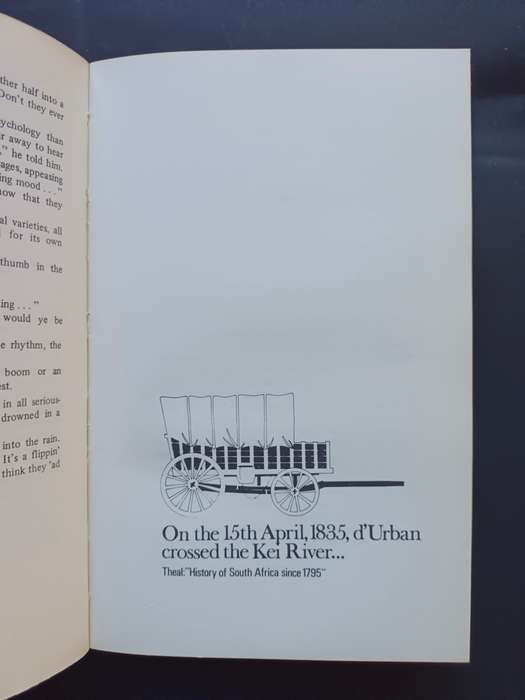 ther half into a
Don't they ever
ychology than
r away to hear
," he told him.
ages, appeasing
ing mood . . ."
now that they
al varieties, all
for its own
thumb in the
ing . . ."
would ye be
e rhythm, the
boom or an
est.
in all serious-
drowned in a
into the rain.
It's a flippin'
think they 'ad
On the 15th April, 1835, d'Urban
crossed the Kei River...
Theal:"History of South Africa since 1795"